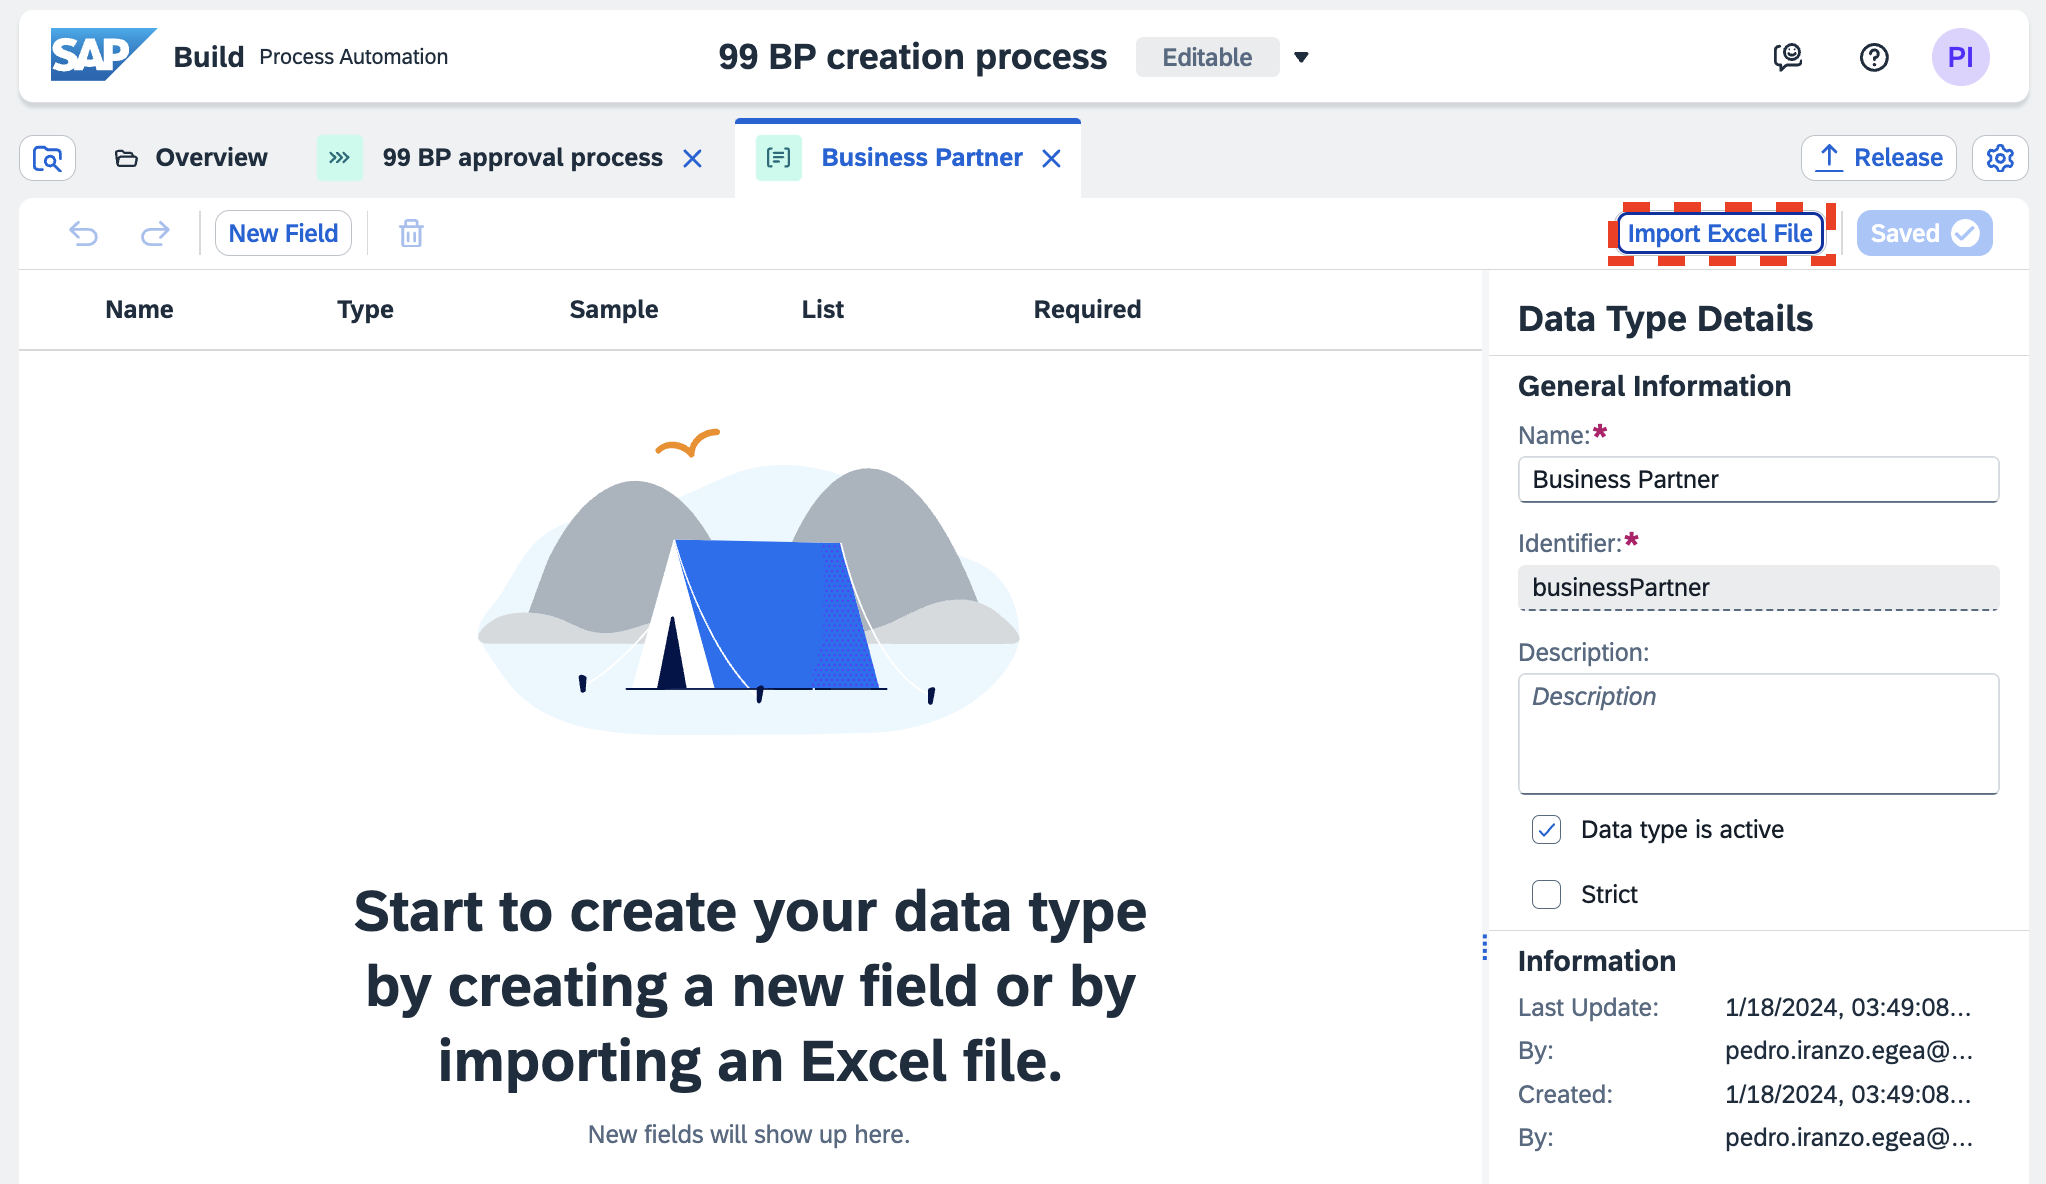 SAP Build Process Automation 99 BP creation process Editable PI
Overview 99 BP approval process Business Partner Release
New Field Import Excel File Saved
Name Type Sample List Required
Data Type Details
General Information
Name:*
Business Partner
Identifier:*
businessPartner
Description:
Description
Data type is active
Strict
Start to create your data type
by creating a new field or by
importing an Excel file.
New fields will show up here.
Information
Last Update: 1/18/2024, 03:49:08...
By: pedro.iranzo.egea@...
Created: 1/18/2024, 03:49:08...
By: pedro.iranzo.egea@...